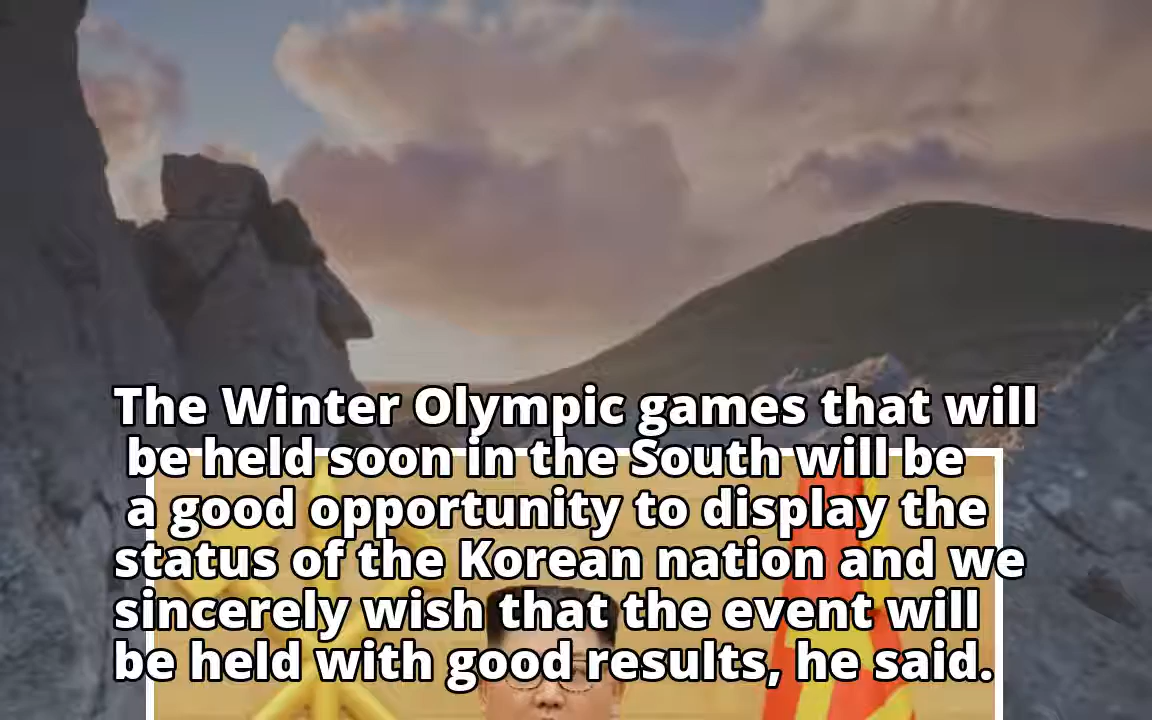 The Winter Olympic games that will
be held soon in the South will be
a good opportunity to display the
status of the Korean nation and we
sincerely wish that the event will
be held with good results, he said.